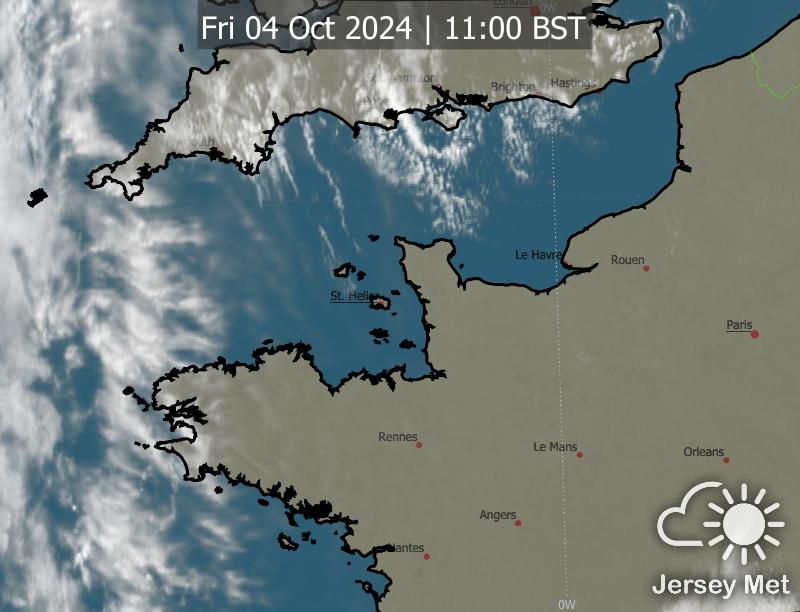 London
0W
Fri 04 Oct 2024 | 11:00 BST
Southampton
Brighton
Hastings
Le Havre
Rouen
St. Helier
Paris
Rennes
Le Mans
Orleans
Angers
Nantes
Jersey Met
0W